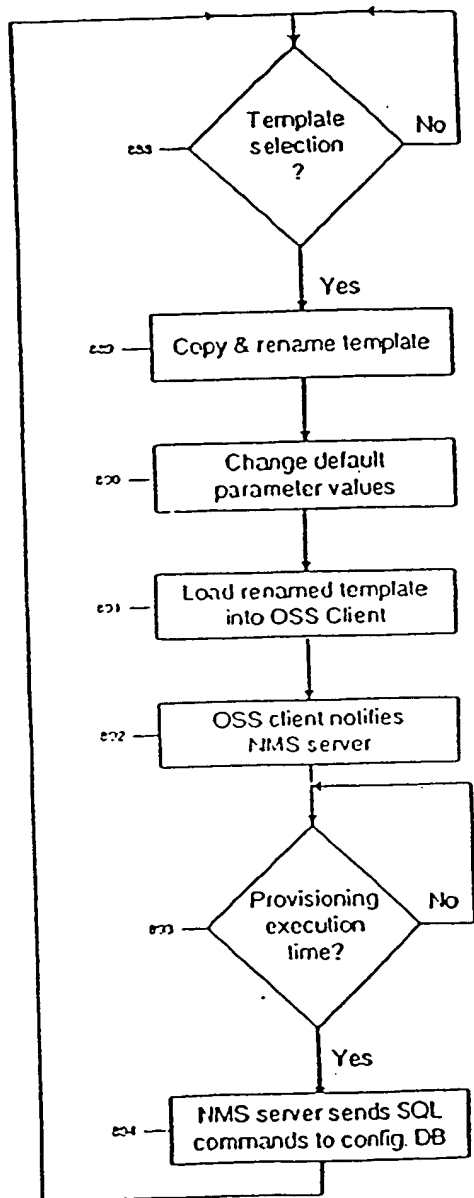 Template
selection
?
No
Yes
Copy & rename template
Change default
parameter values
Load renamed template
into OSS Client
OSS client notifies
NMS server
Provisioning
execution
time?
No
Yes
NMS server sends SQL
commands to config. DB